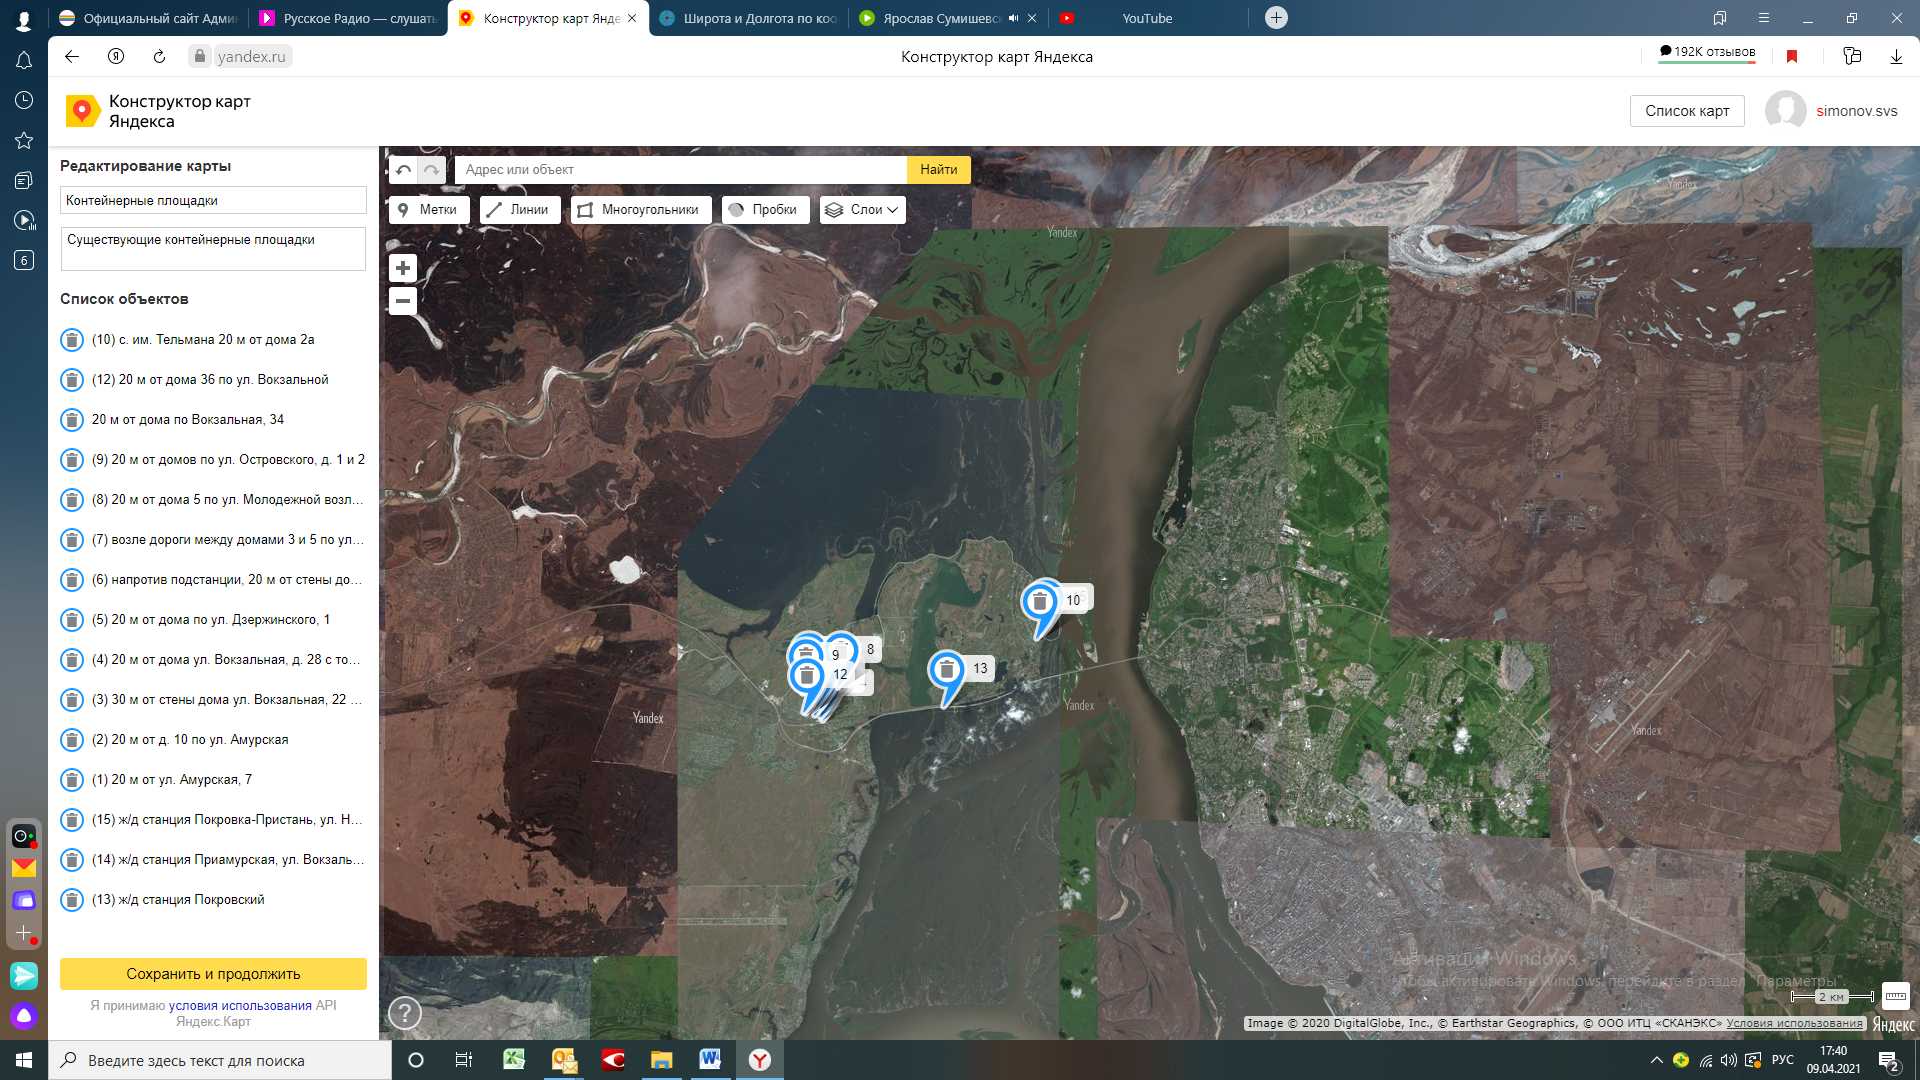 Официальный сайт Адми
Русское Радио — слушать
Конструктор карт Янде
Широта и Долгота по коо
Ярослав Сумишевск
YouTube
yandex.ru
Конструктор карт Яндекса
192K отзывов
Конструктор карт
Яндекса
Список карт
simonov.svs
Редактирование карты
Контейнерные площадки
Существующие контейнерные площадки
Список объектов
(10) с. им. Тельмана 20 м от дома 2а
(12) 20 м от дома 36 по ул. Вокзальной
20 м от дома по Вокзальная, 34
(9) 20 м от домов по ул. Островского, д. 1 и 2
(8) 20 м от дома 5 по ул. Молодежной возл...
(7) возле дороги между домами 3 и 5 по ул...
(6) напротив подстанции, 20 м от стены до...
(5) 20 м от дома по ул. Дзержинского, 1
(4) 20 м от дома ул. Вокзальная, д. 28 с то...
(3) 30 м от стены дома ул. Вокзальная, 22 ...
(2) 20 м от д. 10 по ул. Амурская
(1) 20 м от ул. Амурская, 7
(15) ж/д станция Покровка-Пристань, ул. Н...
(14) ж/д станция Приамурская, ул. Вокзаль...
(13) ж/д станция Покровский
Сохранить и продолжить
Я принимаю условия использования API
Яндекс.Карт
6
Адрес или объект
Найти
Метки
Линии
Многоугольники
Пробки
Слои
Yandex
Yandex
10
8
9
12
13
Yandex
Yandex
Yandex
Активация Windows
Чтобы активировать Windows, перейдите в раздел "Параметры".
2 км
Image © 2020 DigitalGlobe, Inc., © Earthstar Geographics, © ООО ИТЦ «СКАНЭКС» Условия использования
Яндекс
?
Введите здесь текст для поиска
РУС
17:40
09.04.2021
2